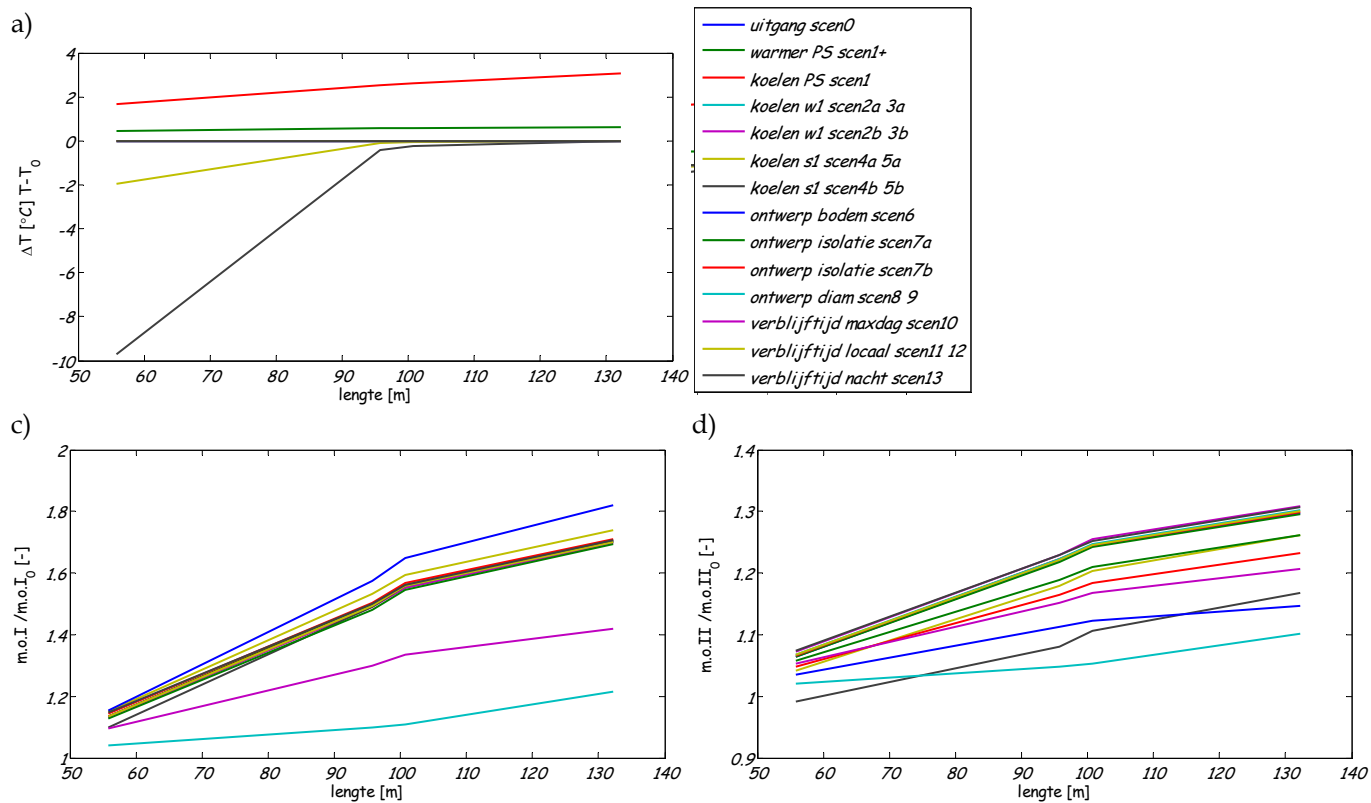 a)
4
2
0
-2
-4
-6
-8
-10
50 60 70 80 90 100 110 120 130 140
lengte [m]
ΔT [°C] T-T0
uitgang scen0
warmer PS scen1+
koelen PS scen1
koelen w1 scen2a 3a
koelen w1 scen2b 3b
koelen s1 scen4a 5a
koelen s1 scen4b 5b
ontwerp bodem scen6
ontwerp isolatie scen7a
ontwerp isolatie scen7b
ontwerp diam scen8 9
verblijftijd maxdag scen10
verblijftijd locaal scen11 12
verblijftijd nacht scen13
c)
2
1.8
1.6
1.4
1.2
1
50 60 70 80 90 100 110 120 130 140
lengte [m]
m.o.I /m.o.I0 [-]
d)
1.4
1.3
1.2
1.1
1
0.9
50 60 70 80 90 100 110 120 130 140
lengte [m]
m.o.II /m.o.II0 [-]